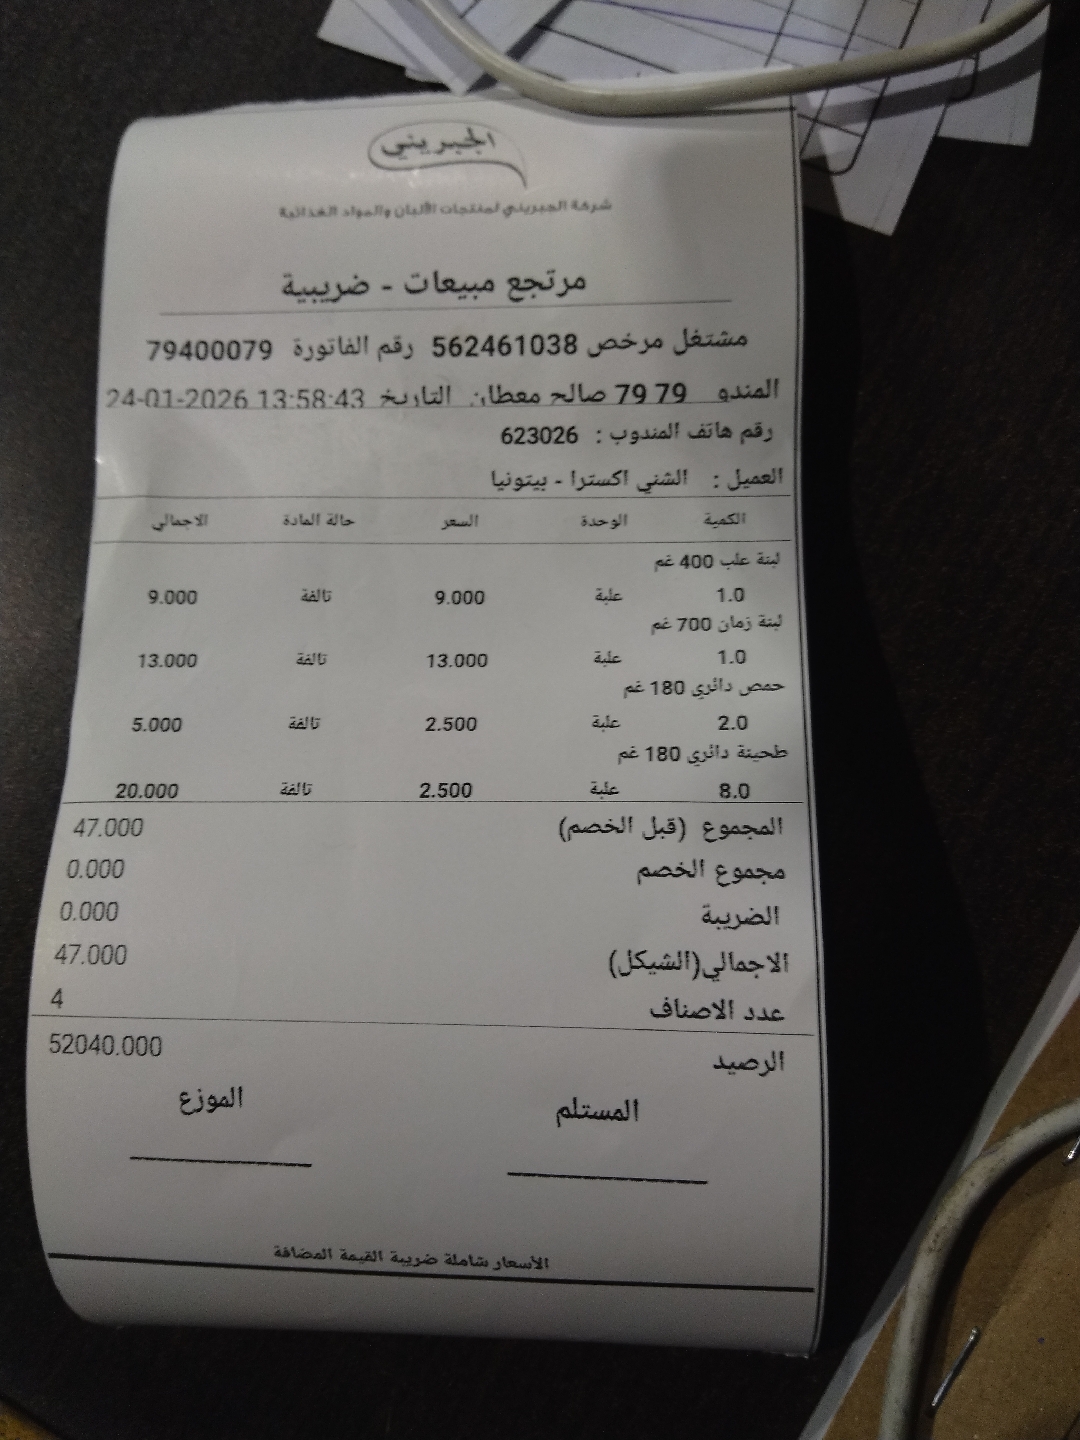 الجبريني
شركة الجبريني لمنتجات الألبان والمواد الغذائية
مرتجع مبيعات - ضريبية
مشتغل مرخص 562461038 رقم الفاتورة 79400079
المندو 79 79 صالح معطان التاريخ 24-01-2026 13:58:43
رقم هاتف المندوب : 623026
العميل : الشني اكسترا - بيتونيا
الكمية الوحدة السعر حالة المادة الاجمالي
لبنة علب 400 غم
1.0 علبة 9.000 تالفة 9.000
لبنة زمان 700 غم
1.0 علبة 13.000 تالفة 13.000
حمص دائري 180 غم
2.0 علبة 2.500 تالفة 5.000
طحينة دائري 180 غم
8.0 علبة 2.500 تالفة 20.000
المجموع (قبل الخصم) 47.000
مجموع الخصم 0.000
الضريبة 0.000
الاجمالي(الشيكل) 47.000
عدد الاصناف 4
الرصيد 52040.000
المستلم الموزع
الأسعار شاملة ضريبة القيمة المضافة